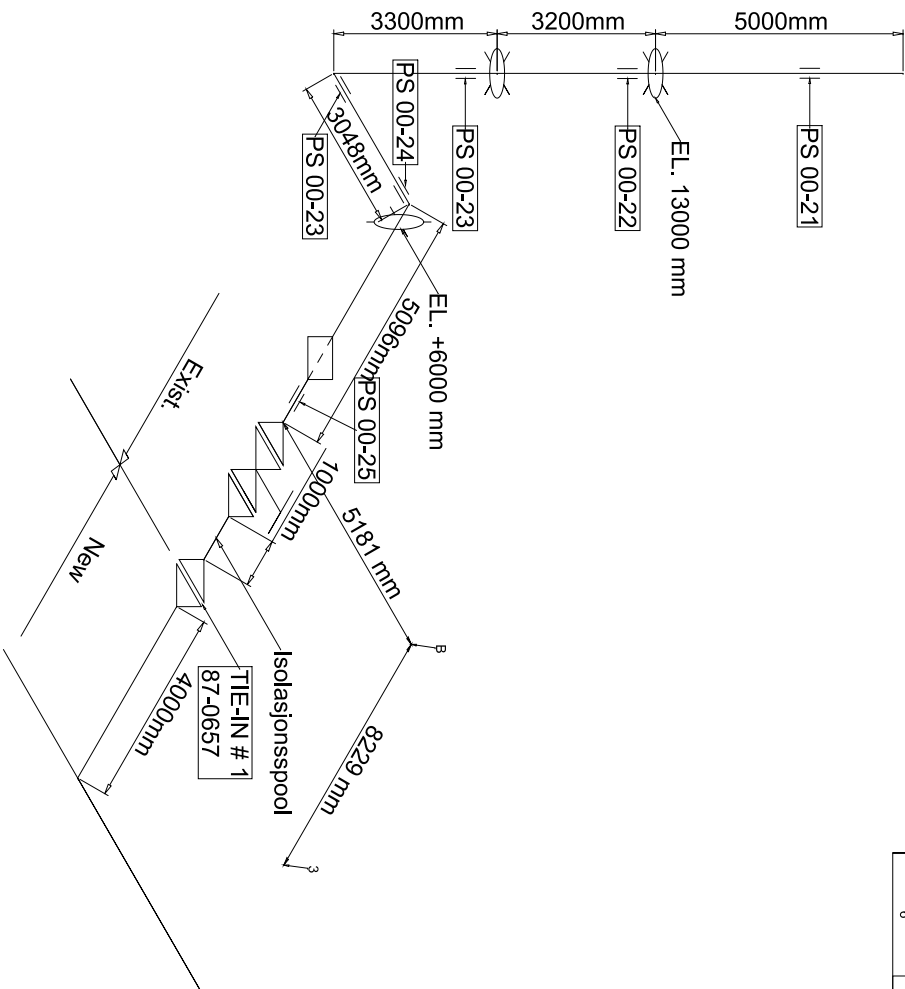 3300mm
3200mm
5000mm
PS 00-24
PS 00-23
PS 00-22
PS 00-21
3048mm
PS 00-23
EL. 13000 mm
EL. +6000 mm
5096mm
PS 00-25
Exist.
1000mm
5181 mm
New
B
Isolasjonsspool
TIE-IN # 1
87-0657
4000mm
8229 mm
3